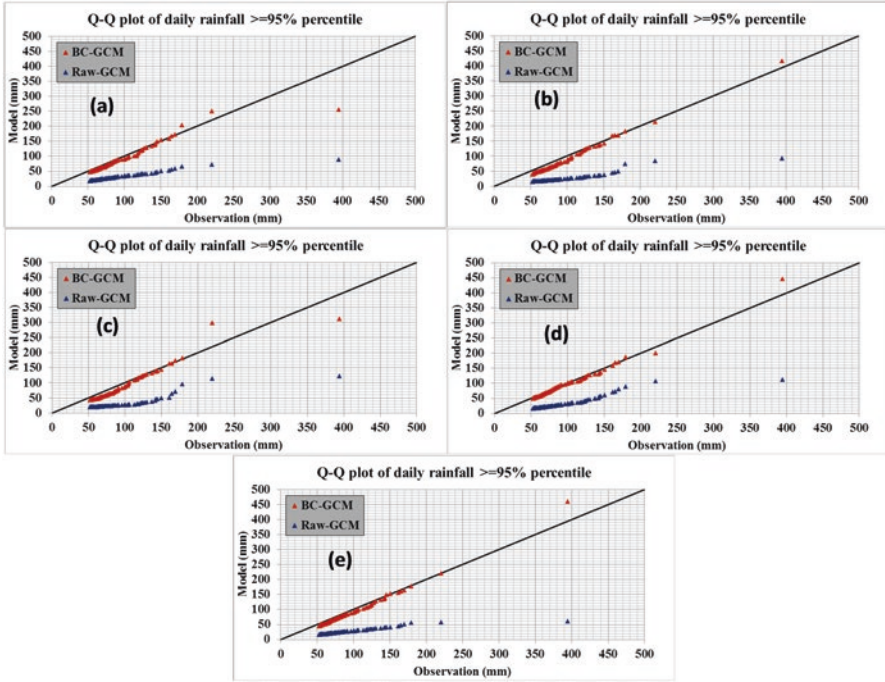 Q-Q plot of daily rainfall >=95% percentile
500
450
400
350
300
250
200
150
100
50
0
Model (mm)
BC-GCM
Raw-GCM
(a)
0 50 100 150 200 250 300 350 400 450 500
Observation (mm)
Q-Q plot of daily rainfall >=95% percentile
500
450
400
350
300
250
200
150
100
50
0
Model (mm)
BC-GCM
Raw-GCM
(b)
0 50 100 150 200 250 300 350 400 450 500
Observation (mm)
Q-Q plot of daily rainfall >=95% percentile
500
450
400
350
300
250
200
150
100
50
0
Model (mm)
BC-GCM
Raw-GCM
(c)
0 50 100 150 200 250 300 350 400 450 500
Observation (mm)
Q-Q plot of daily rainfall >=95% percentile
500
450
400
350
300
250
200
150
100
50
0
Model (mm)
BC-GCM
Raw-GCM
(d)
0 50 100 150 200 250 300 350 400 450 500
Observation (mm)
Q-Q plot of daily rainfall >=95% percentile
500
450
400
350
300
250
200
150
100
50
0
Model (mm)
BC-GCM
Raw-GCM
(e)
0 50 100 150 200 250 300 350 400 450 500
Observation (mm)